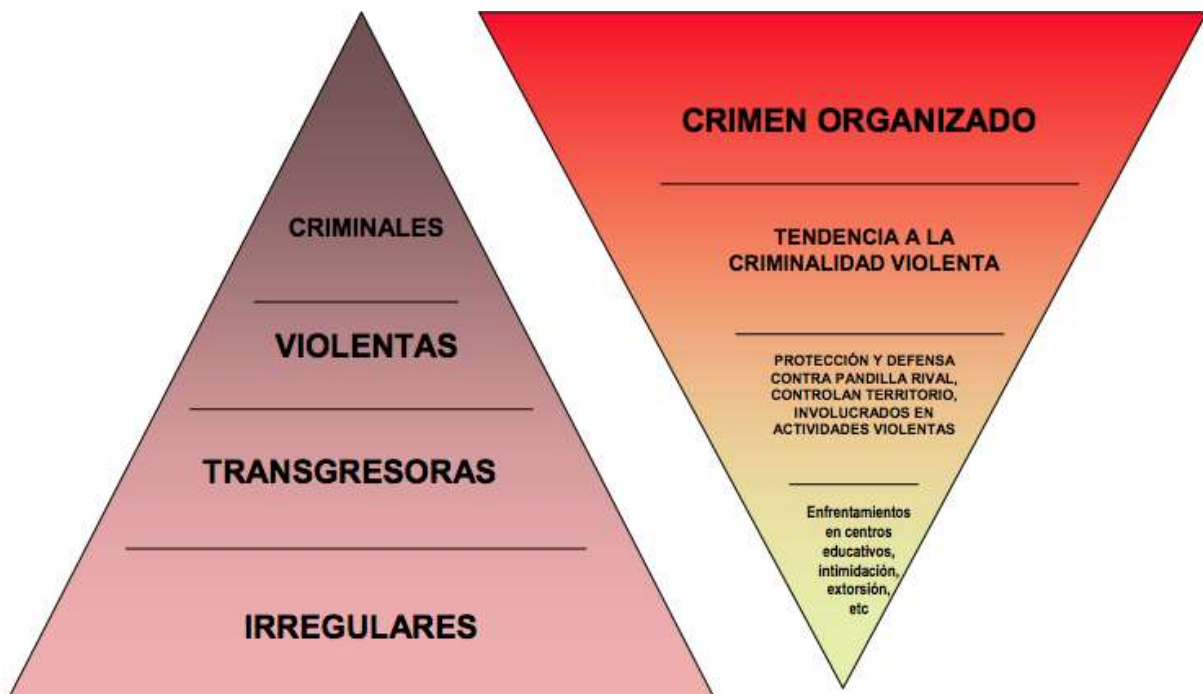 CRIMINALES
VIOLENTAS
TRANSGRESORAS
IRREGULARES
CRIMEN ORGANIZADO
TENDENCIA A LA
CRIMINALIDAD VIOLENTA
PROTECCIÓN Y DEFENSA
CONTRA PANDILLA RIVAL,
CONTROLAN TERRITORIO,
INVOLUCRADOS EN
ACTIVIDADES VIOLENTAS
Enfrentamientos
en centros
educativos,
intimidación,
extorsión,
etc